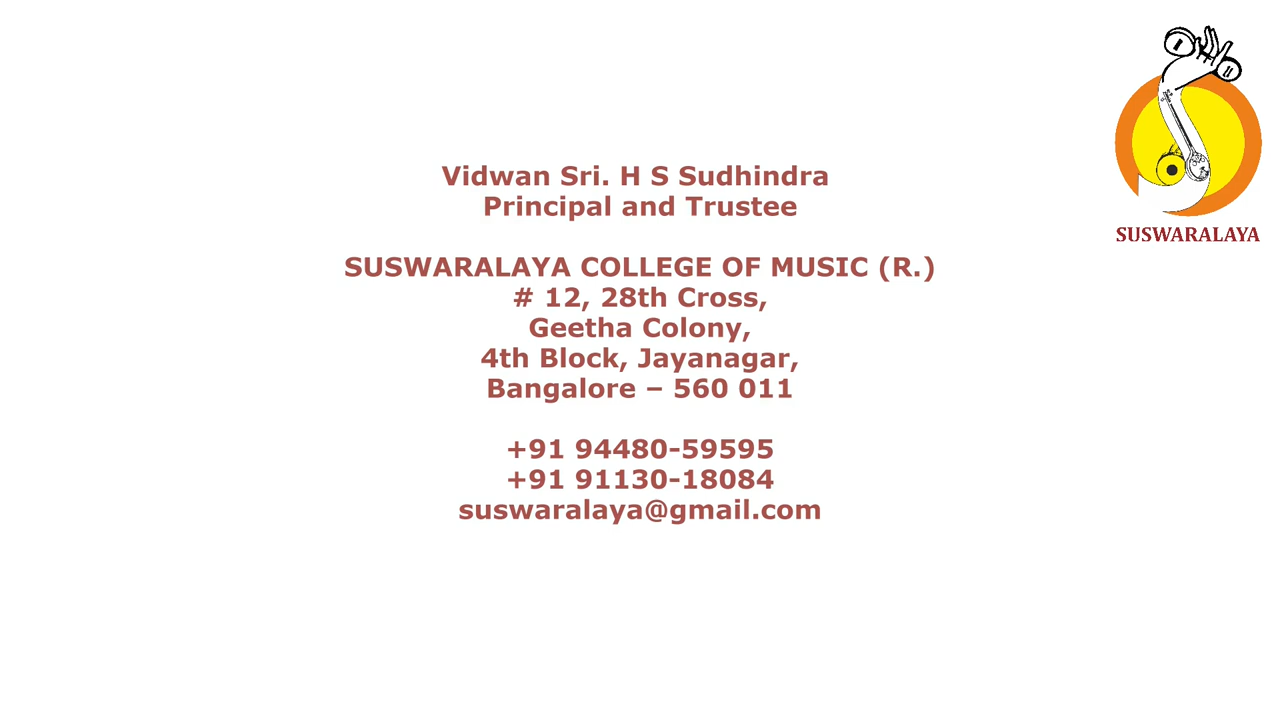 Vidwan Sri. H S Sudhindra
Principal and Trustee
SUSWARALAYA COLLEGE OF MUSIC (R.)
# 12, 28th Cross,
Geetha Colony,
4th Block, Jayanagar,
Bangalore – 560 011
+91 94480-59595
+91 91130-18084
suswaralaya@gmail.com
SUSWARALAYA